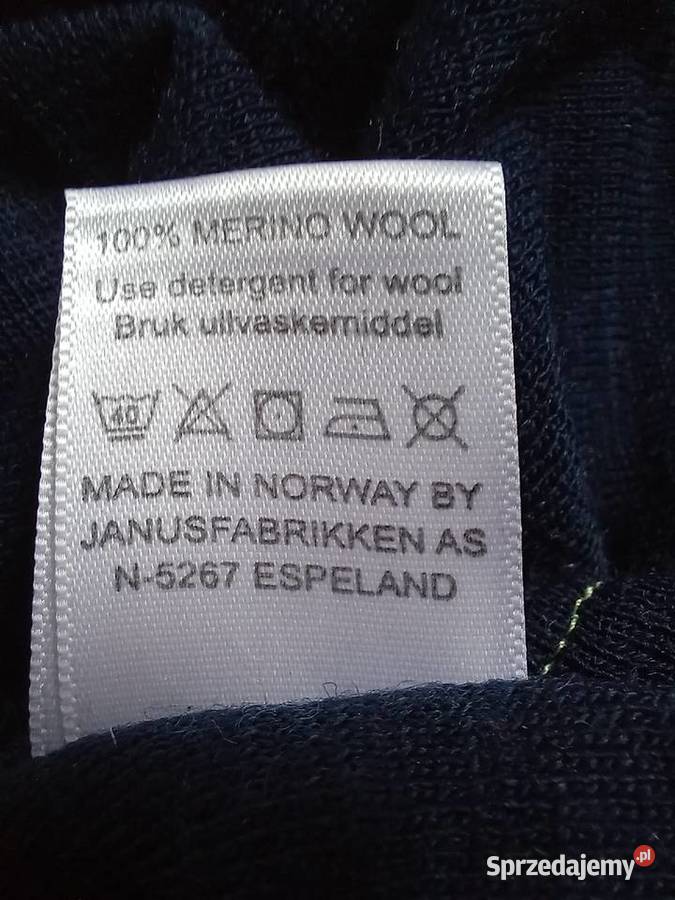 100% MERINO WOOL
Use detergent for wool
Bruk ullvaskemiddel
40
MADE IN NORWAY BY
JANUSFABRIKKEN AS
N-5267 ESPELAND
Sprzedajemy.pl